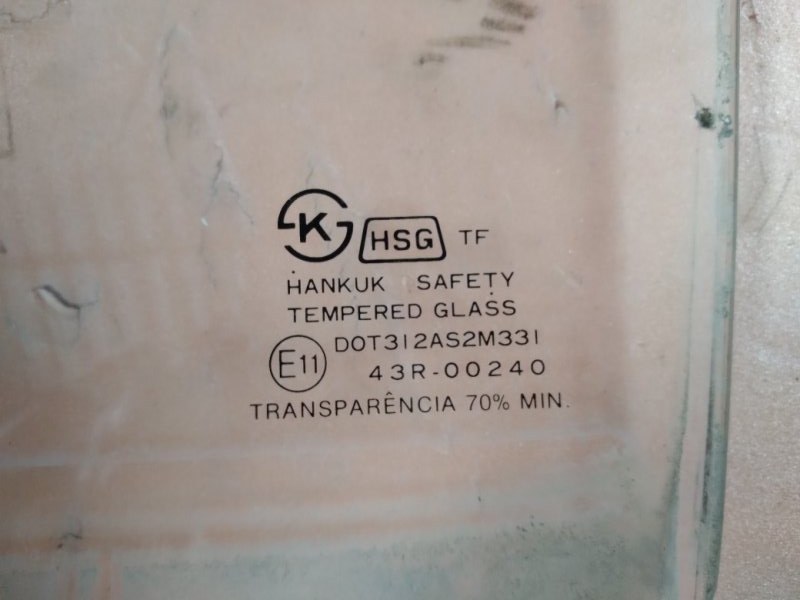 K HSG TF
HANKUK SAFETY
TEMPERED GLASS
DOT312AS2M331
E11 43R-00240
TRANSPARÊNCIA 70% MIN.